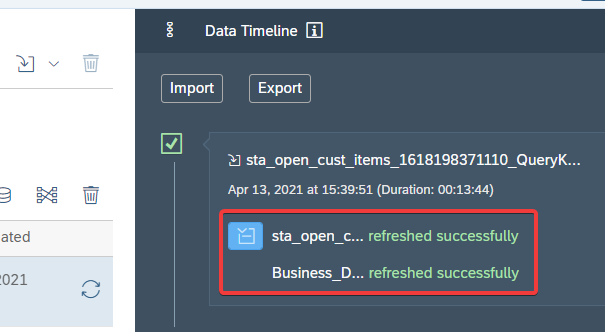 Data Timeline i
Import Export
sta_open_cust_items_1618198371110_QueryK...
Apr 13, 2021 at 15:39:51 (Duration: 00:13:44)
ated
sta_open_c... refreshed successfully
2021
Business_D... refreshed successfully